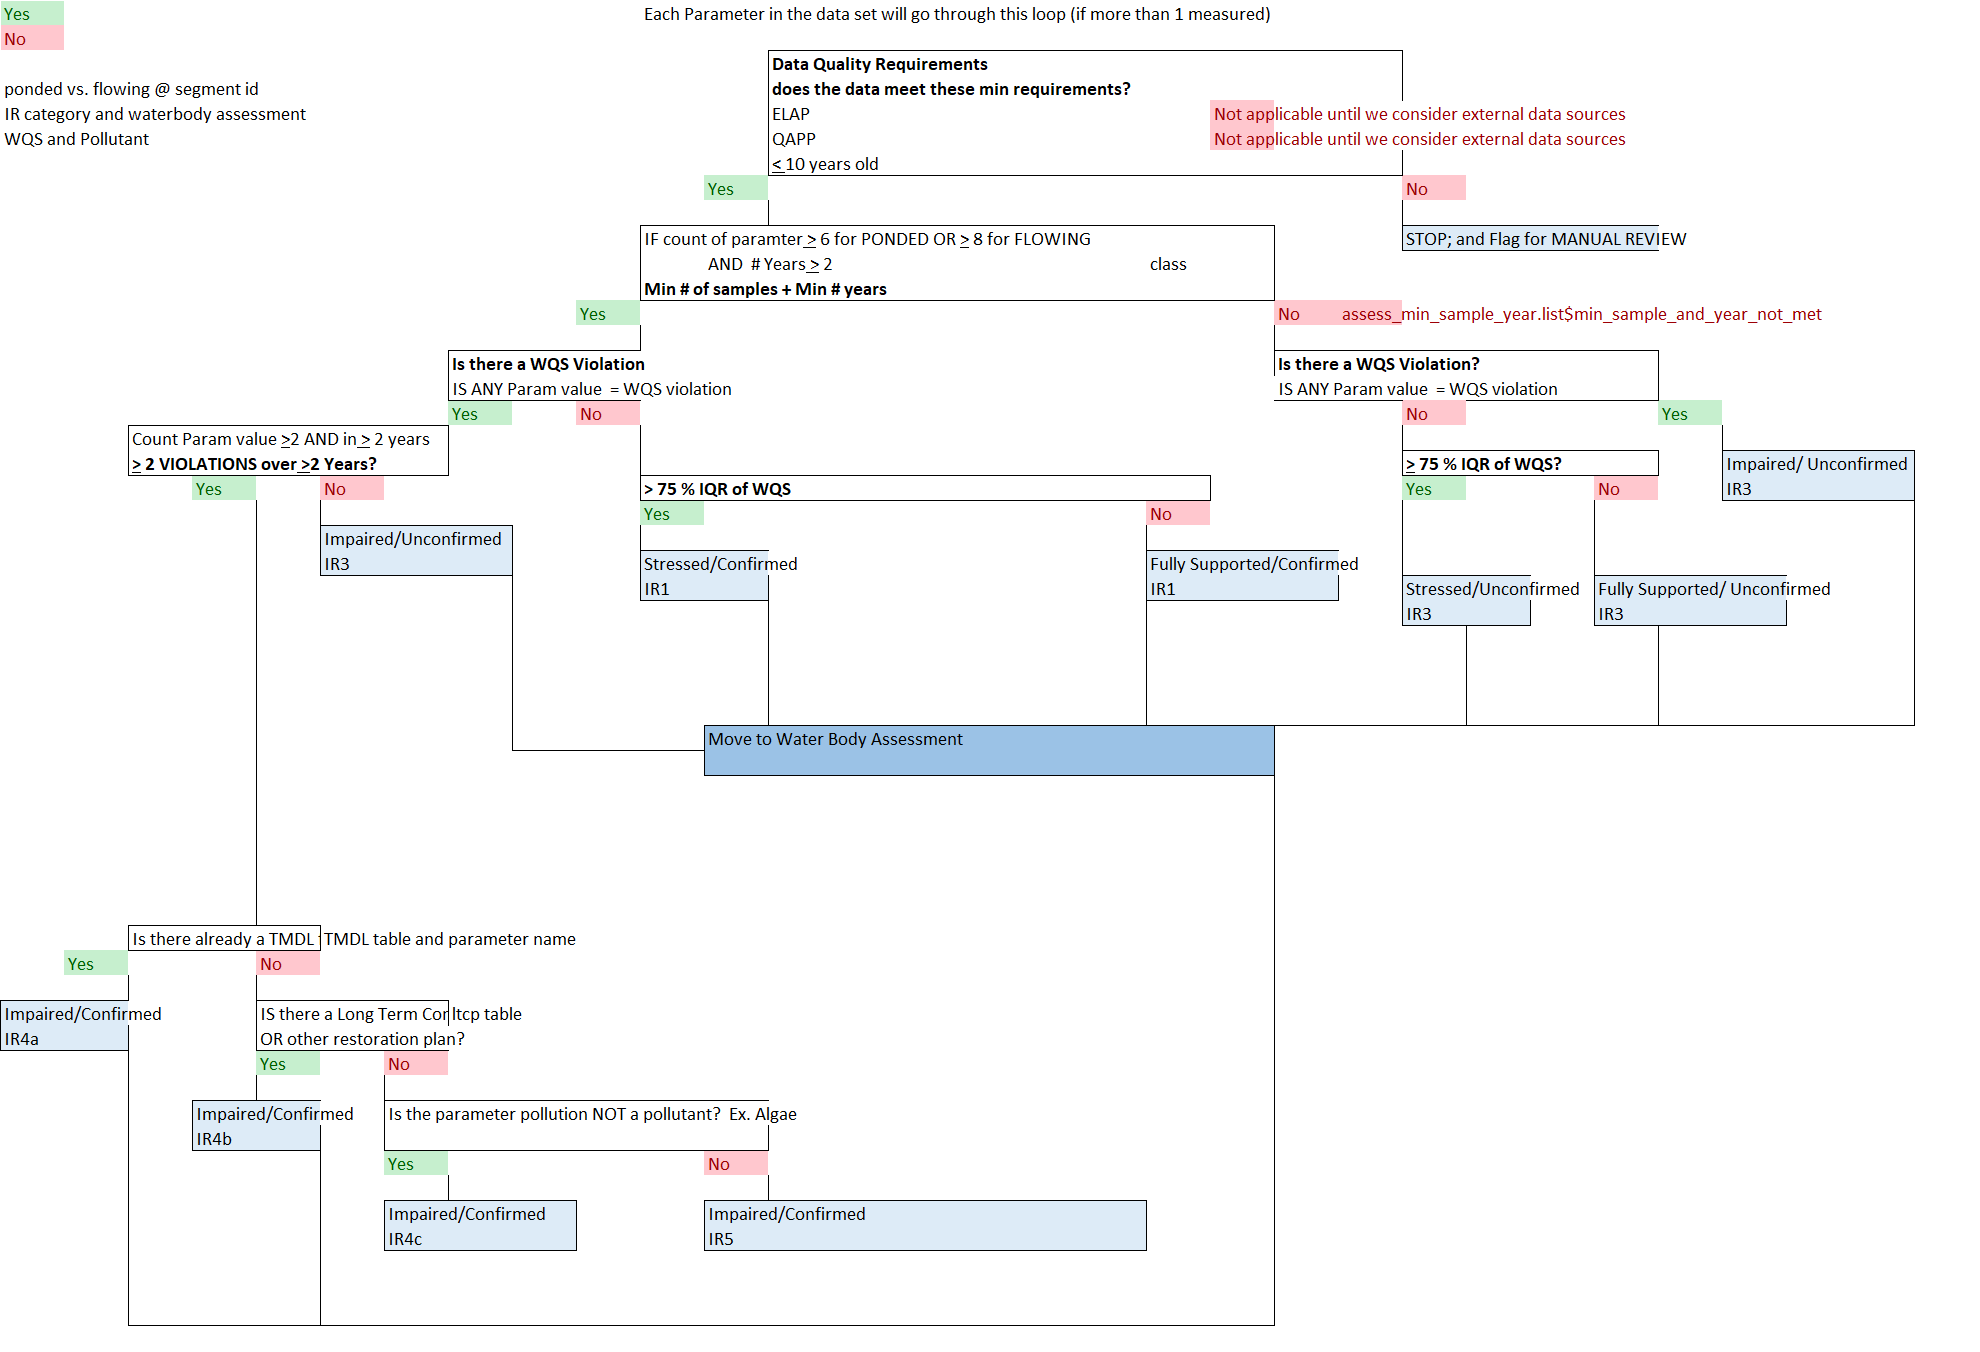 Yes
Each Parameter in the data set will go through this loop (if more than 1 measured)
No
Data Quality Requirements
ponded vs. flowing @ segment id
does the data meet these min requirements?
IR category and waterbody assessment
ELAP
Not applicable until we consider external data sources
WQS and Pollutant
QAPP
Not applicable until we consider external data sources
< 10 years old
Yes
No
IF count of paramter > 6 for PONDED OR > 8 for FLOWING
STOP; and Flag for MANUAL REVIEW
AND # Years > 2
class
Min # of samples + Min # years
Yes
No
assess_min_sample_year.list$min_sample_and_year_not_met
Is there a WQS Violation
Is there a WQS Violation?
IS ANY Param value = WQS violation
IS ANY Param value = WQS violation
Yes
No
No
Yes
Count Param value >2 AND in > 2 years
> 2 VIOLATIONS over >2 Years?
> 75 % IQR of WQS?
Impaired/ Unconfirmed
Yes
No
> 75 % IQR of WQS
Yes
No
IR3
Yes
No
Impaired/Unconfirmed
IR3
Stressed/Confirmed
IR1
Fully Supported/Confirmed
IR1
Stressed/Unconfirmed
IR3
Fully Supported/ Unconfirmed
IR3
Move to Water Body Assessment
Is there already a TMDL
TMDL table and parameter name
Yes
No
Impaired/Confirmed
IR4a
IS there a Long Term Cor
ltcp table
OR other restoration plan?
Yes
No
Impaired/Confirmed
IR4b
Is the parameter pollution NOT a pollutant? Ex. Algae
Yes
No
Impaired/Confirmed
IR4c
Impaired/Confirmed
IR5